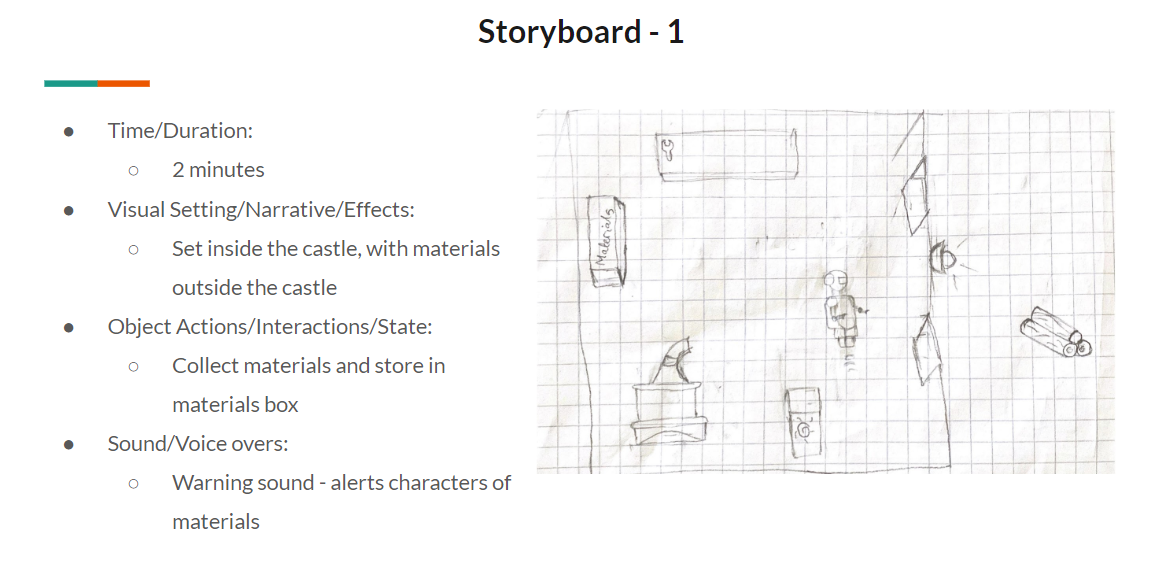 Storyboard - 1
● Time/Duration:
○ 2 minutes
● Visual Setting/Narrative/Effects:
○ Set inside the castle, with materials
outside the castle
● Object Actions/Interactions/State:
○ Collect materials and store in
materials box
● Sound/Voice overs:
○ Warning sound - alerts characters of
materials
Materials